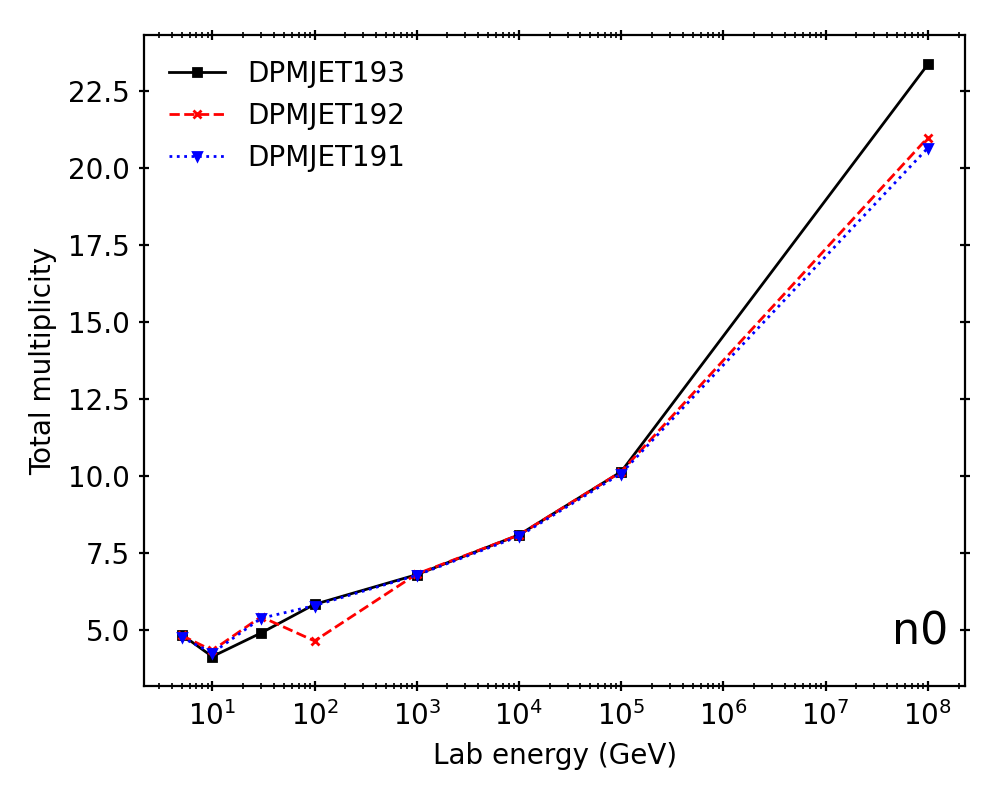 DPMJET193
DPMJET192
DPMJET191
22.5
20.0
17.5
15.0
12.5
10.0
7.5
5.0
Total multiplicity
n0
10¹ 10² 10³ 10⁴ 10⁵ 10⁶ 10⁷ 10⁸
Lab energy (GeV)